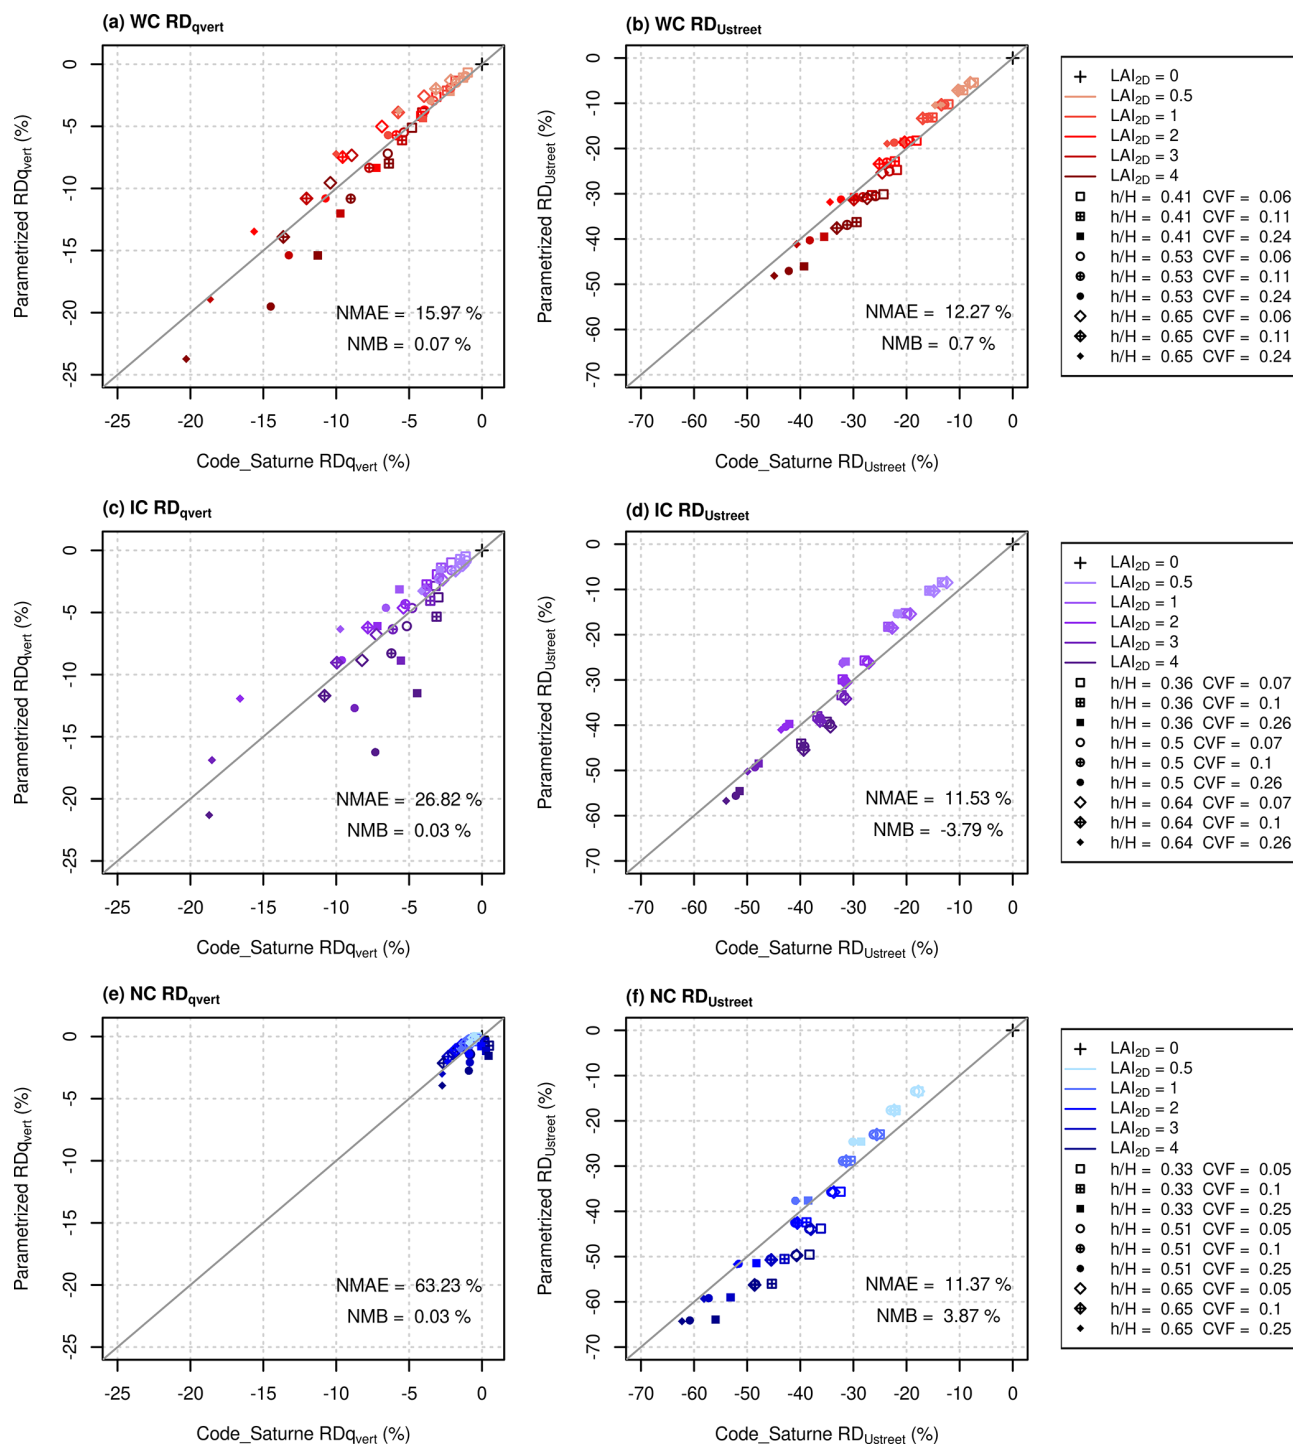 (a) WC RDqvert
(b) WC RDUstreet
Parametrized RDqvert (%)
0
5
-10
-15
-20
-25
-25 -20 -15 -10 -5 0
Code_Saturne RDqvert (%)
NMAE = 15.97 %
NMB = 0.07 %
Parametrized RDUstreet (%)
0
10
20
-30
-40
-50
-60
-70
-70 -60 -50 -40 -30 -20 -10 0
Code_Saturne RDUstreet (%)
NMAE = 12.27 %
NMB = 0.7 %
LAI2D = 0
LAI2D = 0.5
LAI2D = 1
LAI2D = 2
LAI2D = 3
LAI2D = 4
h/H = 0.41 CVF = 0.06
h/H = 0.41 CVF = 0.11
h/H = 0.41 CVF = 0.24
h/H = 0.53 CVF = 0.06
h/H = 0.53 CVF = 0.11
h/H = 0.53 CVF = 0.24
h/H = 0.65 CVF = 0.06
h/H = 0.65 CVF = 0.11
h/H = 0.65 CVF = 0.24
(c) IC RDqvert
(d) IC RDUstreet
Parametrized RDqvert (%)
0
5
-10
-15
-20
-25
-25 -20 -15 -10 -5 0
Code_Saturne RDqvert (%)
NMAE = 26.82 %
NMB = 0.03 %
Parametrized RDUstreet (%)
0
10
20
30
40
50
60
-70
-70 -60 -50 -40 -30 -20 -10 0
Code_Saturne RDUstreet (%)
NMAE = 11.53 %
NMB = -3.79 %
LAI2D = 0
LAI2D = 0.5
LAI2D = 1
LAI2D = 2
LAI2D = 3
LAI2D = 4
h/H = 0.36 CVF = 0.07
h/H = 0.36 CVF = 0.1
h/H = 0.36 CVF = 0.26
h/H = 0.5 CVF = 0.07
h/H = 0.5 CVF = 0.1
h/H = 0.5 CVF = 0.26
h/H = 0.64 CVF = 0.07
h/H = 0.64 CVF = 0.1
h/H = 0.64 CVF = 0.26
(e) NC RDqvert
(f) NC RDUstreet
Parametrized RDqvert (%)
0
5
-10
-15
-20
-25
-25 -20 -15 -10 -5 0
Code_Saturne RDqvert (%)
NMAE = 63.23 %
NMB = 0.03 %
Parametrized RDUstreet (%)
0
10
20
30
-40
-50
-60
-70
-70 -60 -50 -40 -30 -20 -10 0
Code_Saturne RDUstreet (%)
NMAE = 11.37 %
NMB = 3.87 %
LAI2D = 0
LAI2D = 0.5
LAI2D = 1
LAI2D = 2
LAI2D = 3
LAI2D = 4
h/H = 0.33 CVF = 0.05
h/H = 0.33 CVF = 0.1
h/H = 0.33 CVF = 0.25
h/H = 0.51 CVF = 0.05
h/H = 0.51 CVF = 0.1
h/H = 0.51 CVF = 0.25
h/H = 0.65 CVF = 0.05
h/H = 0.65 CVF = 0.1
h/H = 0.65 CVF = 0.25